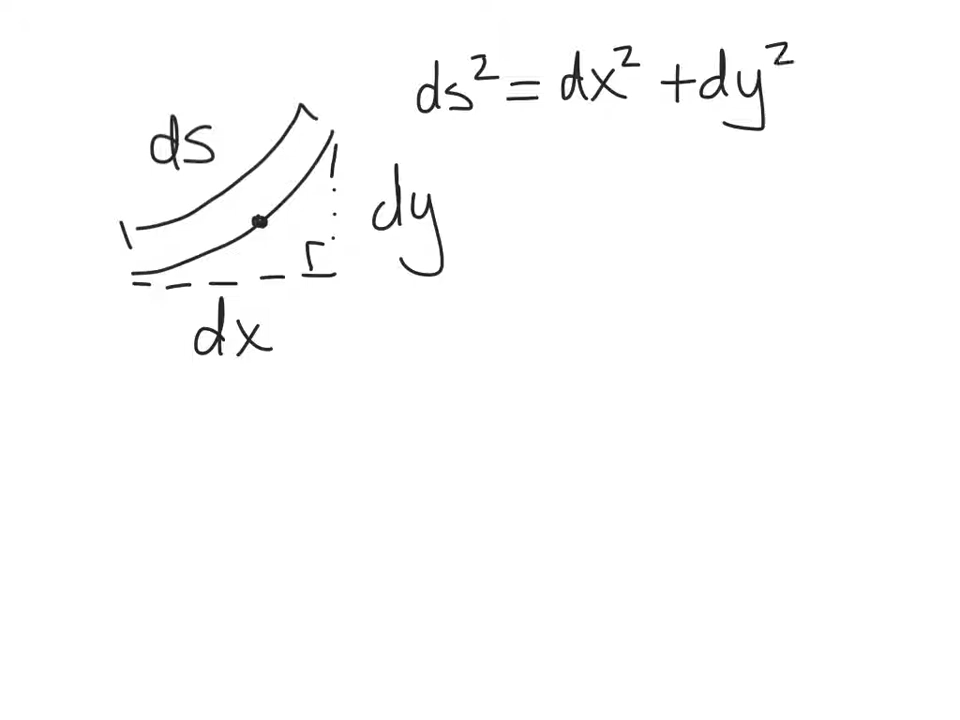 ds² = dx² + dy²
ds
dy
dx